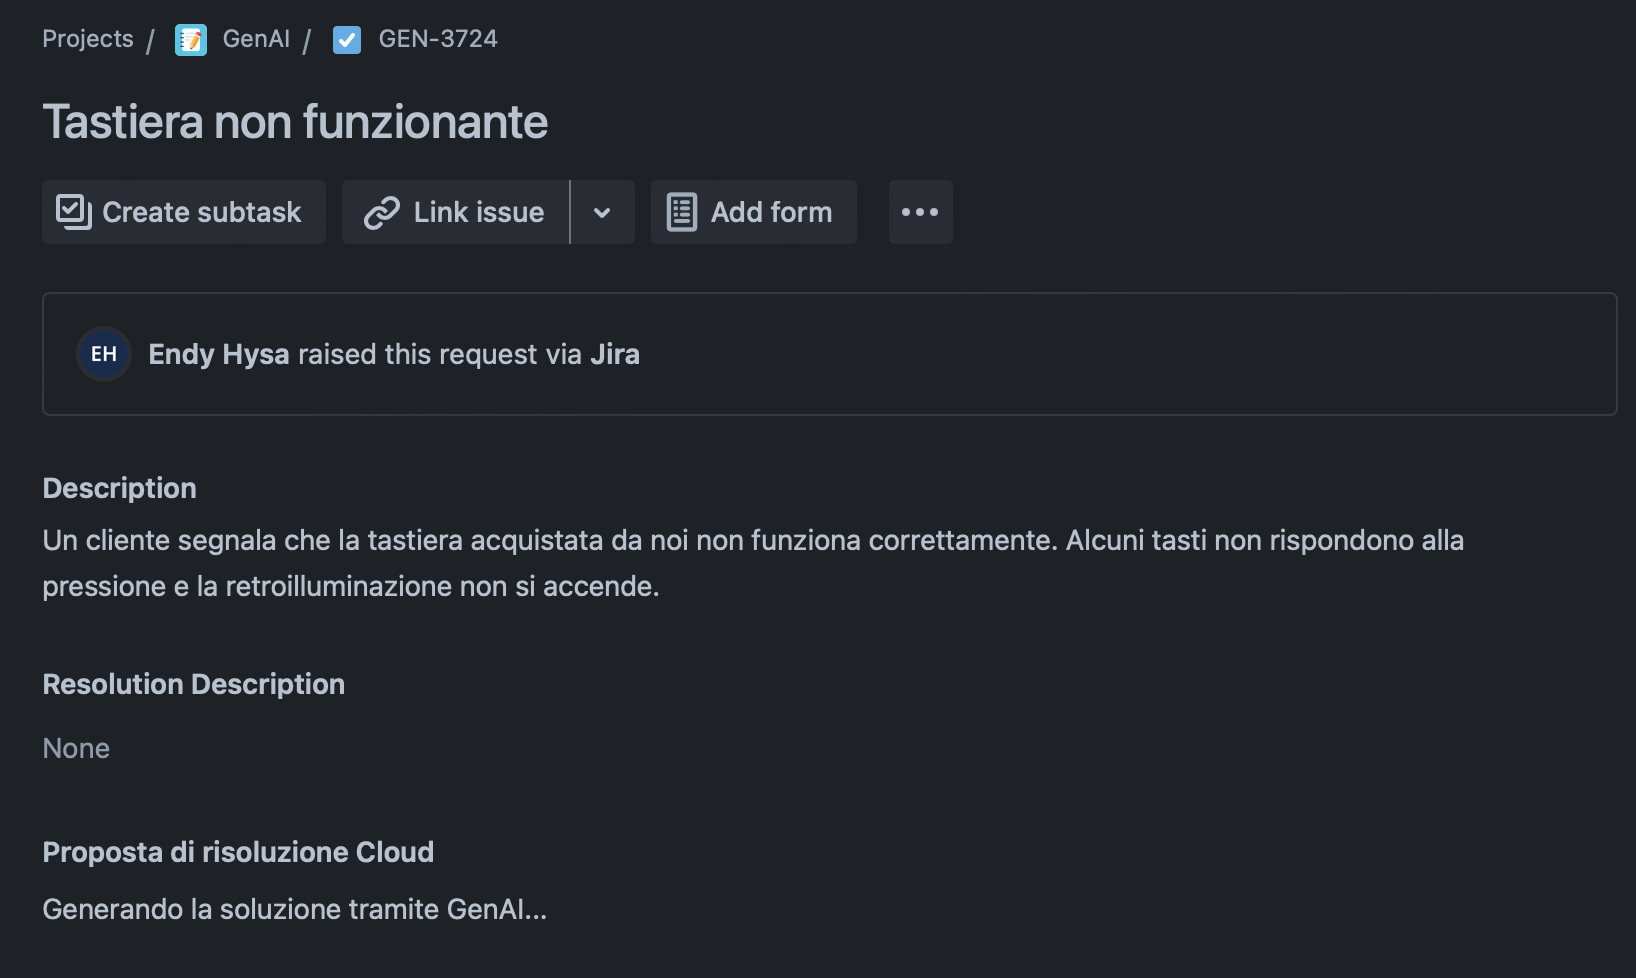 Projects / GenAI / GEN-3724
Tastiera non funzionante
Create subtask Link issue Add form
EH Endy Hysa raised this request via Jira
Description
Un cliente segnala che la tastiera acquistata da noi non funziona correttamente. Alcuni tasti non rispondono alla
pressione e la retroilluminazione non si accende.
Resolution Description
None
Proposta di risoluzione Cloud
Generando la soluzione tramite GenAI...